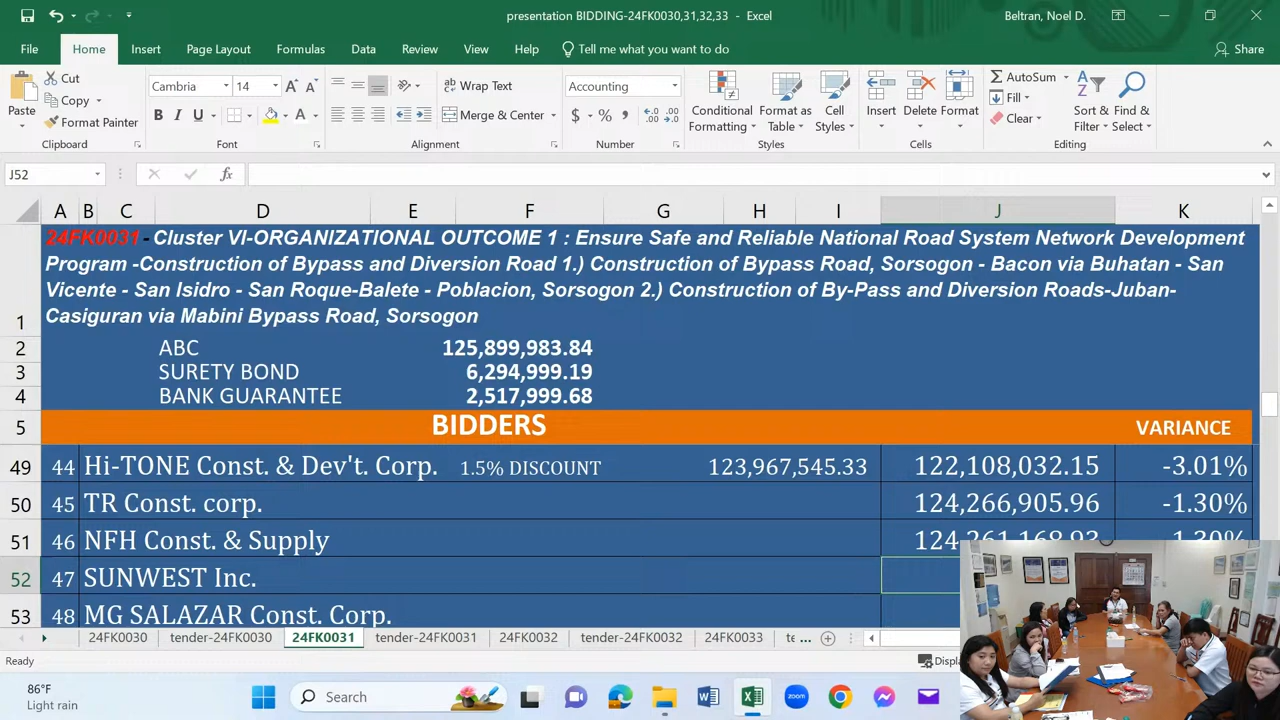 presentation BIDDING-24FK0030,31,32,33 - Excel
Beltran, Noel D.
File Home Insert Page Layout Formulas Data Review View Help Tell me what you want to do Share
Cut
Copy
Format Painter
Paste
Clipboard
Cambria 14
Font
Wrap Text
Merge & Center
Alignment
Accounting
Number
Conditional Formatting
Format as Table
Cell Styles
Styles
Insert Delete Format
Cells
AutoSum
Fill
Clear
Sort & Filter
Find & Select
Editing
J52
fx
A B C D E F G H I J K
24FK0031- Cluster VI-ORGANIZATIONAL OUTCOME 1 : Ensure Safe and Reliable National Road System Network Development
Program -Construction of Bypass and Diversion Road 1.) Construction of Bypass Road, Sorsogon - Bacon via Buhatan - San
Vicente - San Isidro - San Roque-Balete - Poblacion, Sorsogon 2.) Construction of By-Pass and Diversion Roads-Juban-
1 Casiguran via Mabini Bypass Road, Sorsogon
2 ABC 125,899,983.84
3 SURETY BOND 6,294,999.19
4 BANK GUARANTEE 2,517,999.68
5 BIDDERS VARIANCE
49 44 Hi-TONE Const. & Dev't. Corp. 1.5% DISCOUNT 123,967,545.33 122,108,032.15 -3.01%
50 45 TR Const. corp. 124,266,905.96 -1.30%
51 46 NFH Const. & Supply 124,261,168.93 -1.30%
52 47 SUNWEST Inc.
53 48 MG SALAZAR Const. Corp.
24FK0030 tender-24FK0030 24FK0031 tender-24FK0031 24FK0032 tender-24FK0032 24FK0033 te ...
Ready
86°F
Light rain
Search
zoom